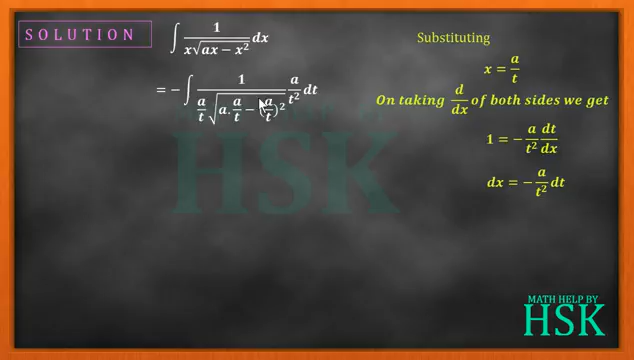 SOLUTION
∫ 1/(x√(ax − x²)) dx
= − ∫ 1/((a/t)√(a.(a/t) − (a/t)²)) (a/t²) dt
Substituting
x = a/t
On taking d/dx of both sides we get
1 = − (a/t²)(dt/dx)
dx = − (a/t²) dt
HSK
MATH HELP BY
HSK